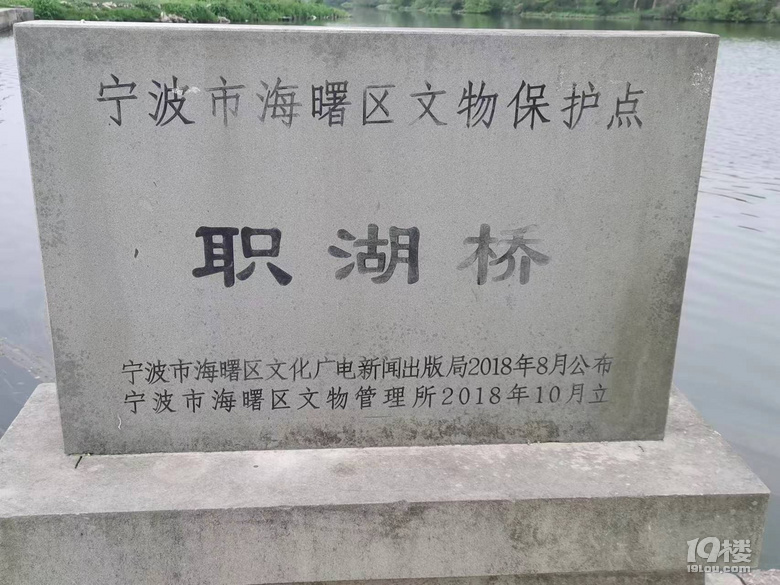 宁波市海曙区文物保护点
职湖桥
宁波市海曙区文化广电新闻出版局2018年8月公布
宁波市海曙区文物管理所2018年10月立
19楼
19lou.com